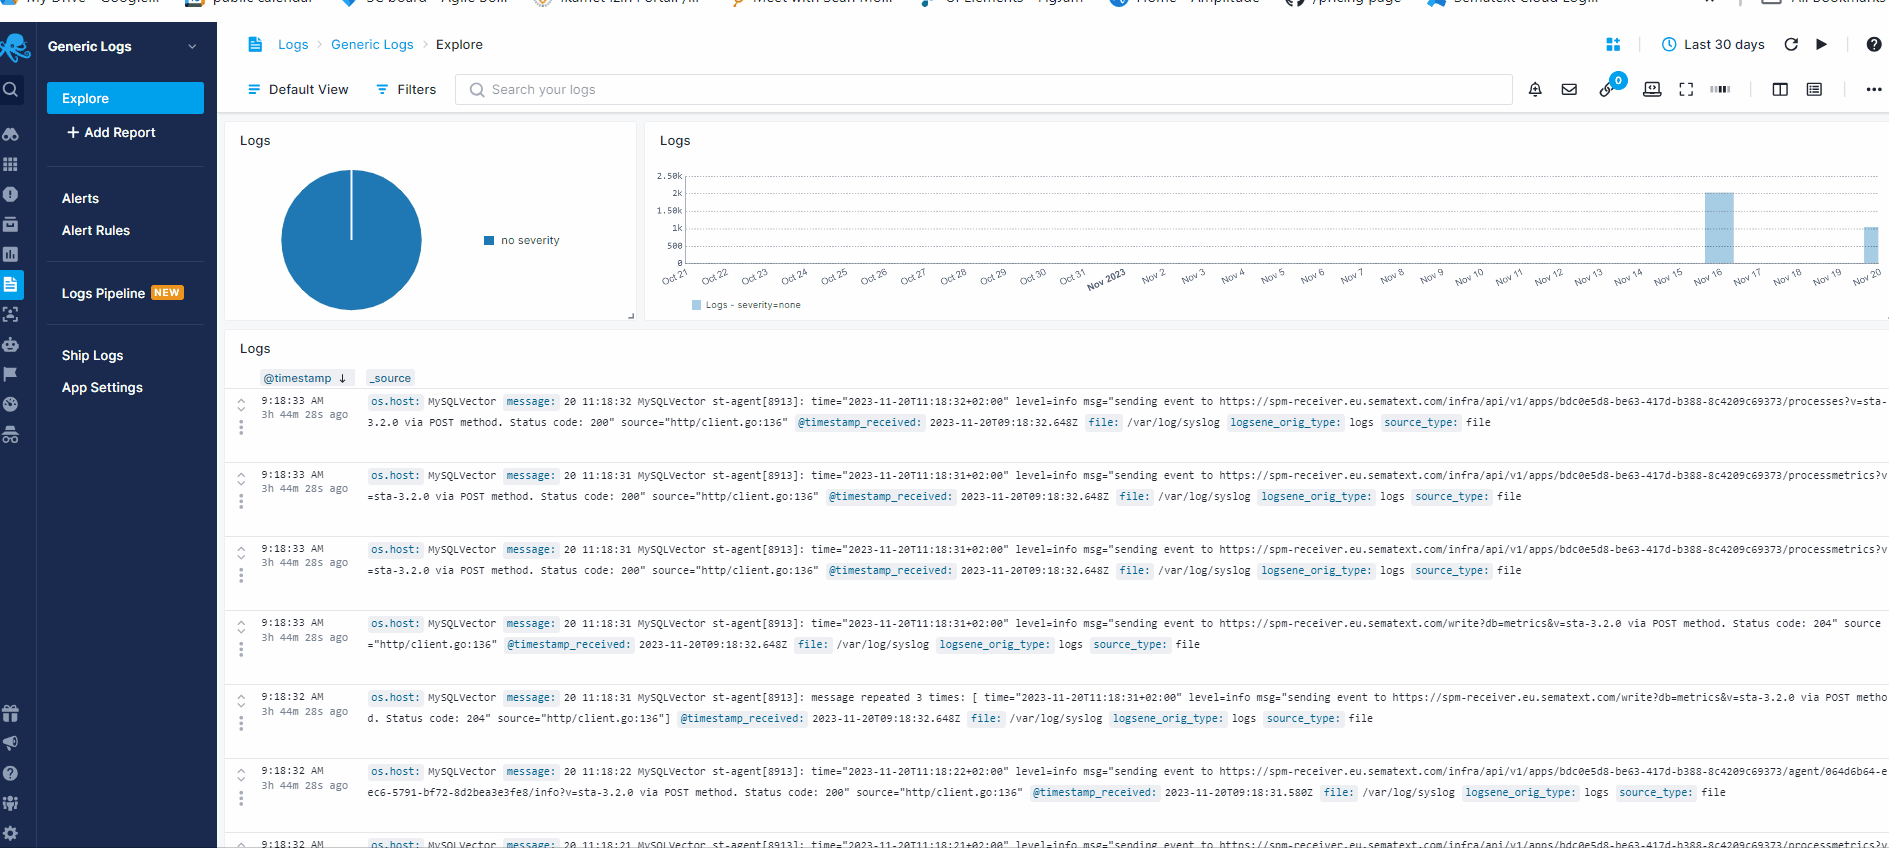 My Drive - Google...
public calendar
SC board - Agile Bo...
Ikamet Izin Portali /...
Meet with Sean Mo...
UI Elements - FigJam
Home - Amplitude
/pricing page
Sematext Cloud Log...
All Bookmarks
Generic Logs
Logs > Generic Logs > Explore
Last 30 days
Default View
Filters
Search your logs
0
Explore
+ Add Report
Alerts
Alert Rules
Logs Pipeline NEW
Ship Logs
App Settings
Logs
no severity
Logs
2.50k
2k
1.50k
1k
500
0
Oct 21 Oct 22 Oct 23 Oct 24 Oct 25 Oct 26 Oct 27 Oct 28 Oct 29 Oct 30 Oct 31 Nov 2023 Nov 2 Nov 3 Nov 4 Nov 5 Nov 6 Nov 7 Nov 8 Nov 9 Nov 10 Nov 11 Nov 12 Nov 13 Nov 14 Nov 15 Nov 16 Nov 17 Nov 18 Nov 19 Nov 20
Logs - severity=none
Logs
@timestamp ↓ _source
9:18:33 AM
3h 44m 28s ago
os.host: MySQLVector message: 20 11:18:32 MySQLVector st-agent[8913]: time="2023-11-20T11:18:32+02:00" level=info msg="sending event to https://spm-receiver.eu.sematext.com/infra/api/v1/apps/bdc0e5d8-be63-417d-b388-8c4209c69373/processes?v=sta-
3.2.0 via POST method. Status code: 200" source="http/client.go:136" @timestamp_received: 2023-11-20T09:18:32.648Z file: /var/log/syslog logsene_orig_type: logs source_type: file
9:18:33 AM
3h 44m 28s ago
os.host: MySQLVector message: 20 11:18:31 MySQLVector st-agent[8913]: time="2023-11-20T11:18:31+02:00" level=info msg="sending event to https://spm-receiver.eu.sematext.com/infra/api/v1/apps/bdc0e5d8-be63-417d-b388-8c4209c69373/processmetrics?v
=sta-3.2.0 via POST method. Status code: 200" source="http/client.go:136" @timestamp_received: 2023-11-20T09:18:32.648Z file: /var/log/syslog logsene_orig_type: logs source_type: file
9:18:33 AM
3h 44m 28s ago
os.host: MySQLVector message: 20 11:18:31 MySQLVector st-agent[8913]: time="2023-11-20T11:18:31+02:00" level=info msg="sending event to https://spm-receiver.eu.sematext.com/infra/api/v1/apps/bdc0e5d8-be63-417d-b388-8c4209c69373/processmetrics?v
=sta-3.2.0 via POST method. Status code: 200" source="http/client.go:136" @timestamp_received: 2023-11-20T09:18:32.648Z file: /var/log/syslog logsene_orig_type: logs source_type: file
9:18:33 AM
3h 44m 28s ago
os.host: MySQLVector message: 20 11:18:31 MySQLVector st-agent[8913]: time="2023-11-20T11:18:31+02:00" level=info msg="sending event to https://spm-receiver.eu.sematext.com/write?db=metrics&v=sta-3.2.0 via POST method. Status code: 204" source
="http/client.go:136" @timestamp_received: 2023-11-20T09:18:32.648Z file: /var/log/syslog logsene_orig_type: logs source_type: file
9:18:32 AM
3h 44m 28s ago
os.host: MySQLVector message: 20 11:18:31 MySQLVector st-agent[8913]: message repeated 3 times: [ time="2023-11-20T11:18:31+02:00" level=info msg="sending event to https://spm-receiver.eu.sematext.com/write?db=metrics&v=sta-3.2.0 via POST metho
d. Status code: 204" source="http/client.go:136"] @timestamp_received: 2023-11-20T09:18:32.648Z file: /var/log/syslog logsene_orig_type: logs source_type: file
9:18:32 AM
3h 44m 28s ago
os.host: MySQLVector message: 20 11:18:22 MySQLVector st-agent[8913]: time="2023-11-20T11:18:22+02:00" level=info msg="sending event to https://spm-receiver.eu.sematext.com/infra/api/v1/apps/bdc0e5d8-be63-417d-b388-8c4209c69373/agent/064d6b64-e
ec6-5791-bf72-8d2bea3e3fe8/info?v=sta-3.2.0 via POST method. Status code: 200" source="http/client.go:136" @timestamp_received: 2023-11-20T09:18:31.580Z file: /var/log/syslog logsene_orig_type: logs source_type: file
9:18:32 AM
os.host: MySQLVector message: 20 11:18:21 MySQLVector st-agent[8913]: time="2023-11-20T11:18:21+02:00" level=info msg="sending event to https://spm-receiver.eu.sematext.com/infra/api/v1/apps/bdc0e5d8-be63-417d-b388-8c4209c69373/processmetrics?v